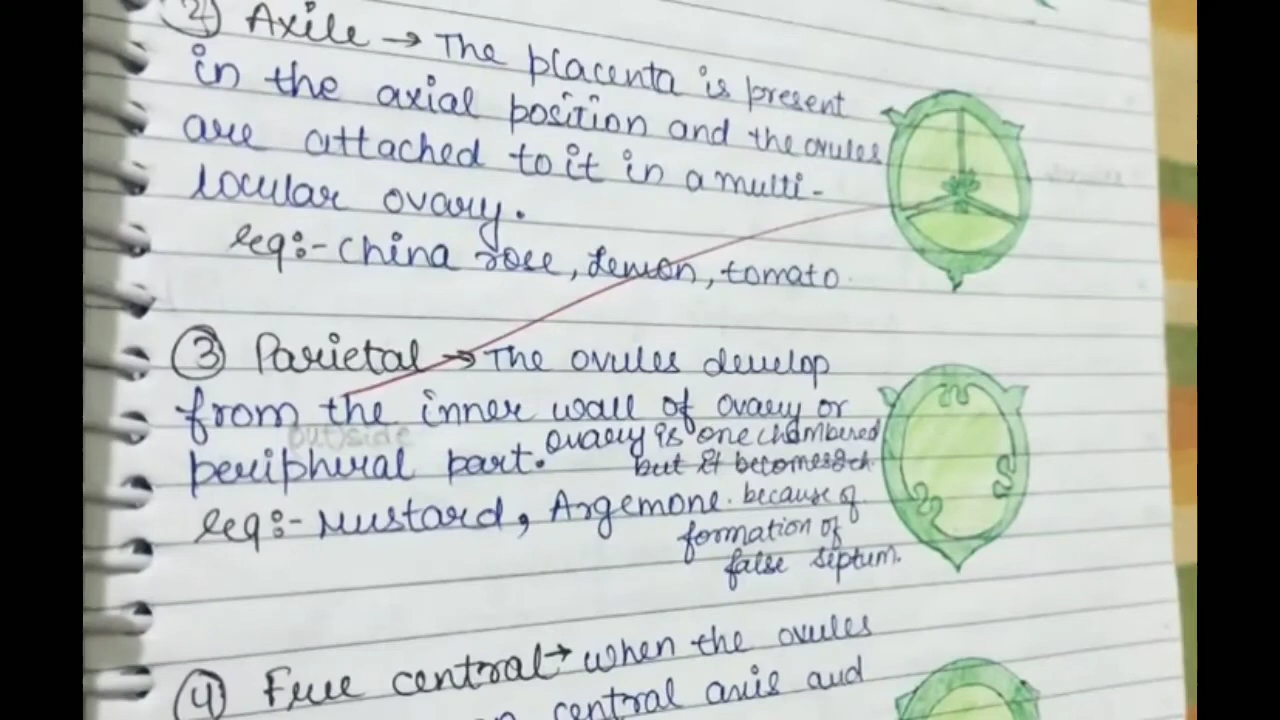 2) Axile → The placenta is present
in the axial position and the ovules
are attached to it in a multi-
locular ovary.
eg:- China rose, Lemon, tomato.
3 Parietal → The ovules develop
from the inner wall of ovary or
outside
peripheral part. ovary is one chambered
but it becomes 2 ch.
eg:- Mustard, Argemone. because of
formation of
false septum.
4 Free central → when the ovules
central axis and